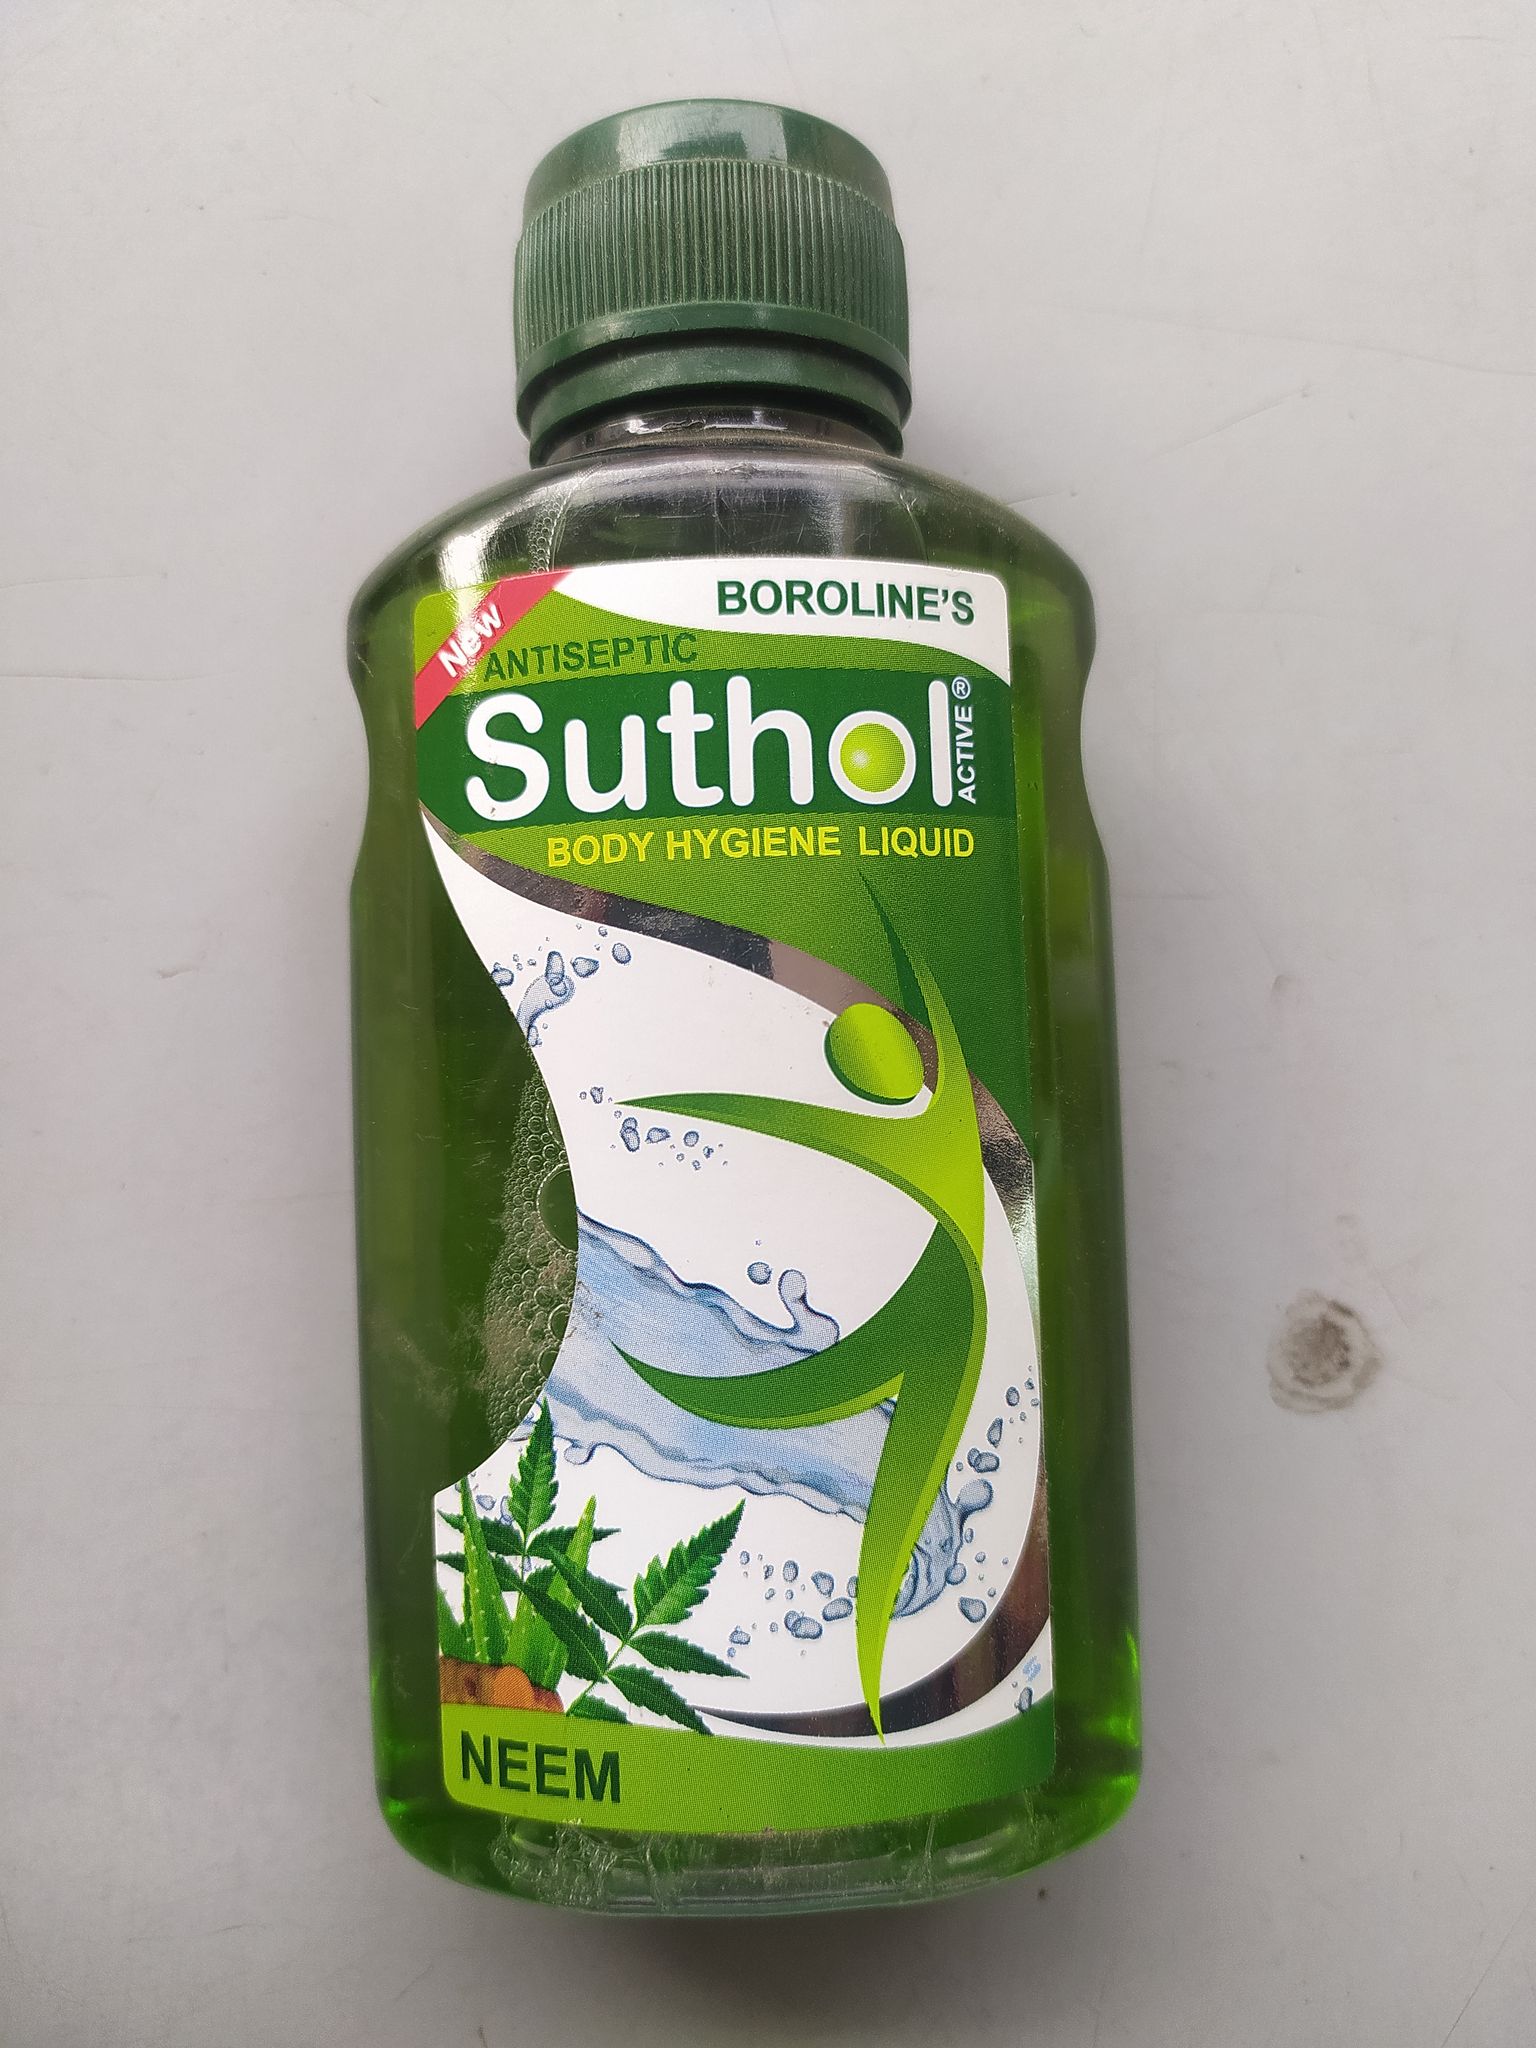 BOROLINE'S
New
ANTISEPTIC
Suthol®
ACTIVE
BODY HYGIENE LIQUID
NEEM